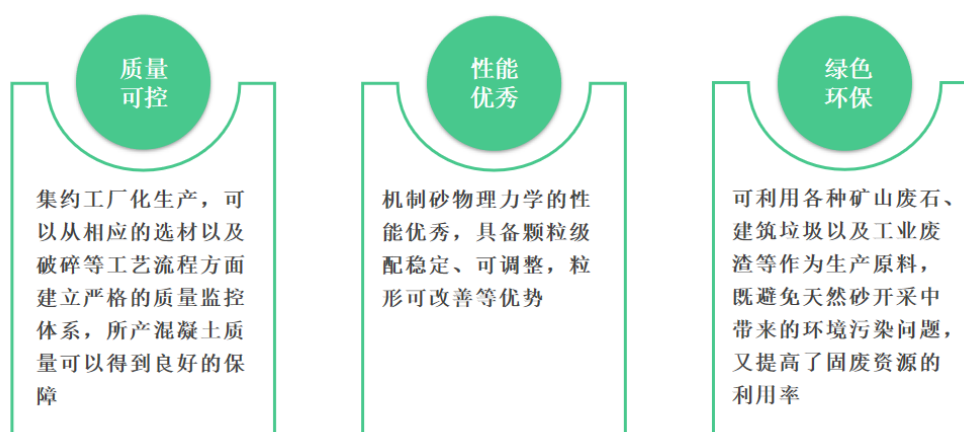 质量
可控
集约工厂化生产，可
以从相应的选材以及
破碎等工艺流程方面
建立严格的质量监控
体系，所产混凝土质
量可以得到良好的保
障
性能
优秀
机制砂物理力学的性
能优秀，具备颗粒级
配稳定、可调整，粒
形可改善等优势
绿色
环保
可利用各种矿山废石、
建筑垃圾以及工业废
渣等作为生产原料，
既避免天然砂开采中
带来的环境污染问题，
又提高了固废资源的
利用率